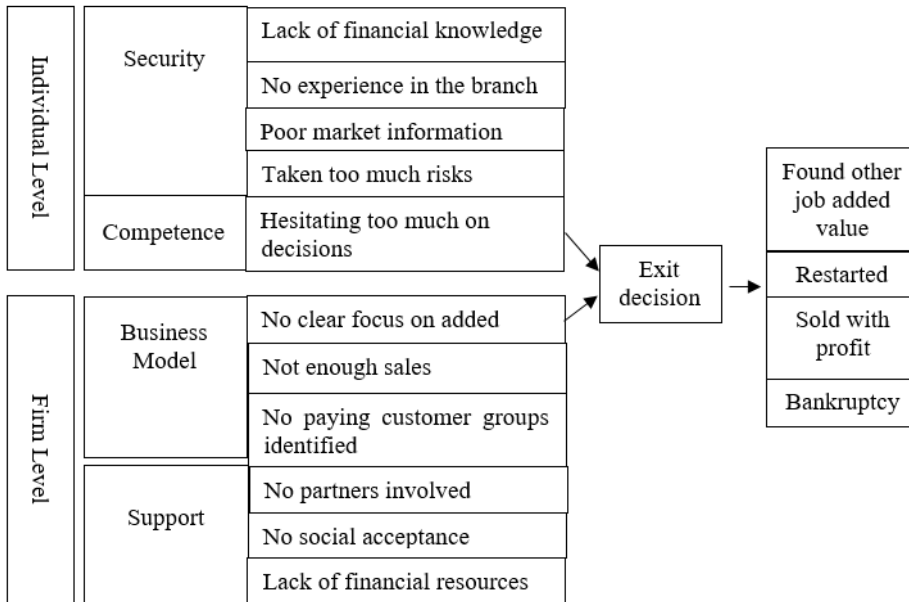 Individual Level
Security
Lack of financial knowledge
No experience in the branch
Poor market information
Taken too much risks
Competence
Hesitating too much on
decisions
Firm Level
Business
Model
No clear focus on added
Not enough sales
No paying customer groups
identified
Support
No partners involved
No social acceptance
Lack of financial resources
Exit
decision
Found other
job added
value
Restarted
Sold with
profit
Bankruptcy